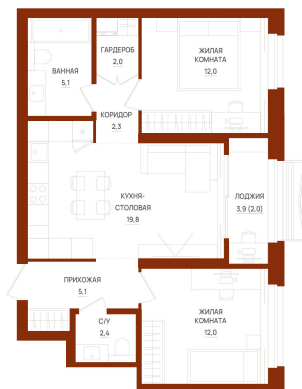 ГАРДЕРОБ
2,0
ЖИЛАЯ
КОМНАТА
12,0
ВАННАЯ
5,1
КОРИДОР
2,3
КУХНЯ-
СТОЛОВАЯ
19,8
ЛОДЖИЯ
3,9 (2,0)
ПРИХОЖАЯ
5,1
ЖИЛАЯ
КОМНАТА
12,0
С/У
2,4